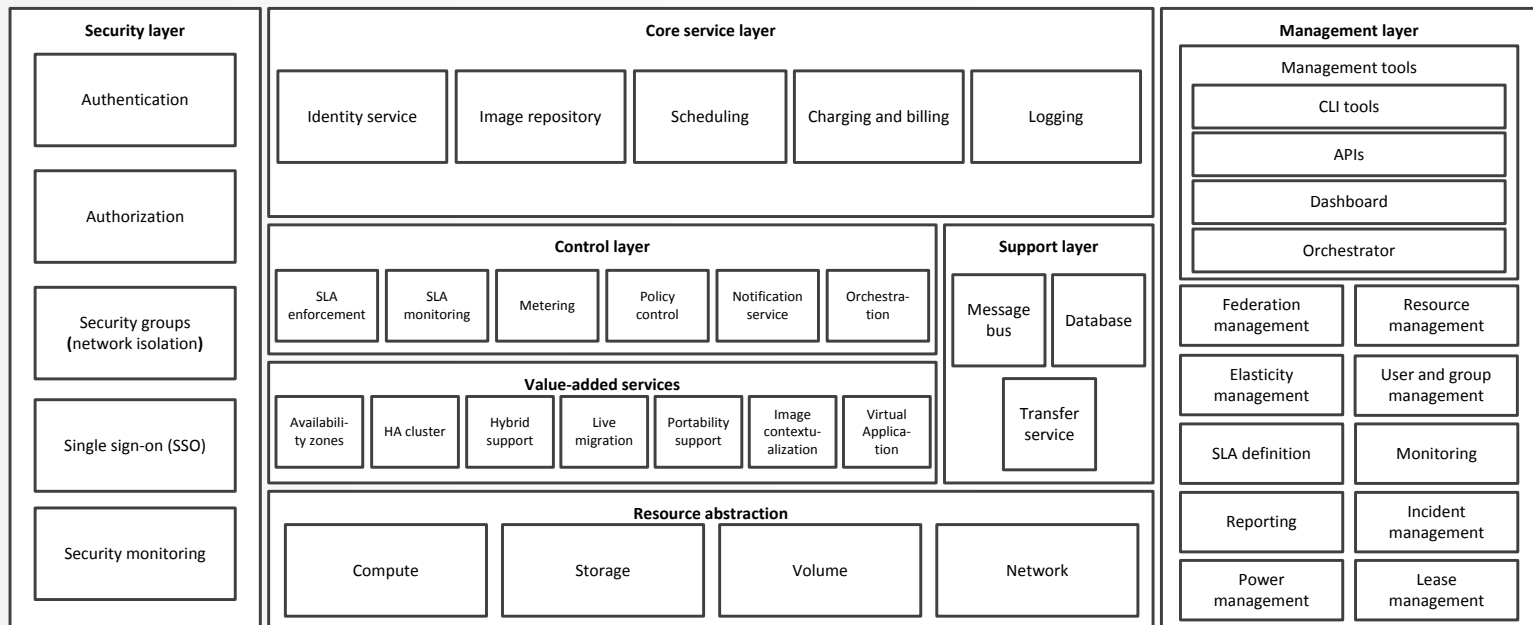 Security layer
Authentication
Authorization
Security groups
(network isolation)
Single sign-on (SSO)
Security monitoring
Core service layer
Identity service
Image repository
Scheduling
Charging and billing
Logging
Control layer
SLA
enforcement
SLA
monitoring
Metering
Policy
control
Notification
service
Orchestra-
tion
Value-added services
Availabili-
ty zones
HA cluster
Hybrid
support
Live
migration
Portability
support
Image
contextu-
alization
Virtual
Applica-
tion
Support layer
Message
bus
Database
Transfer
service
Resource abstraction
Compute
Storage
Volume
Network
Management layer
Management tools
CLI tools
APIs
Dashboard
Orchestrator
Federation
management
Resource
management
Elasticity
management
User and group
management
SLA definition
Monitoring
Reporting
Incident
management
Power
management
Lease
management